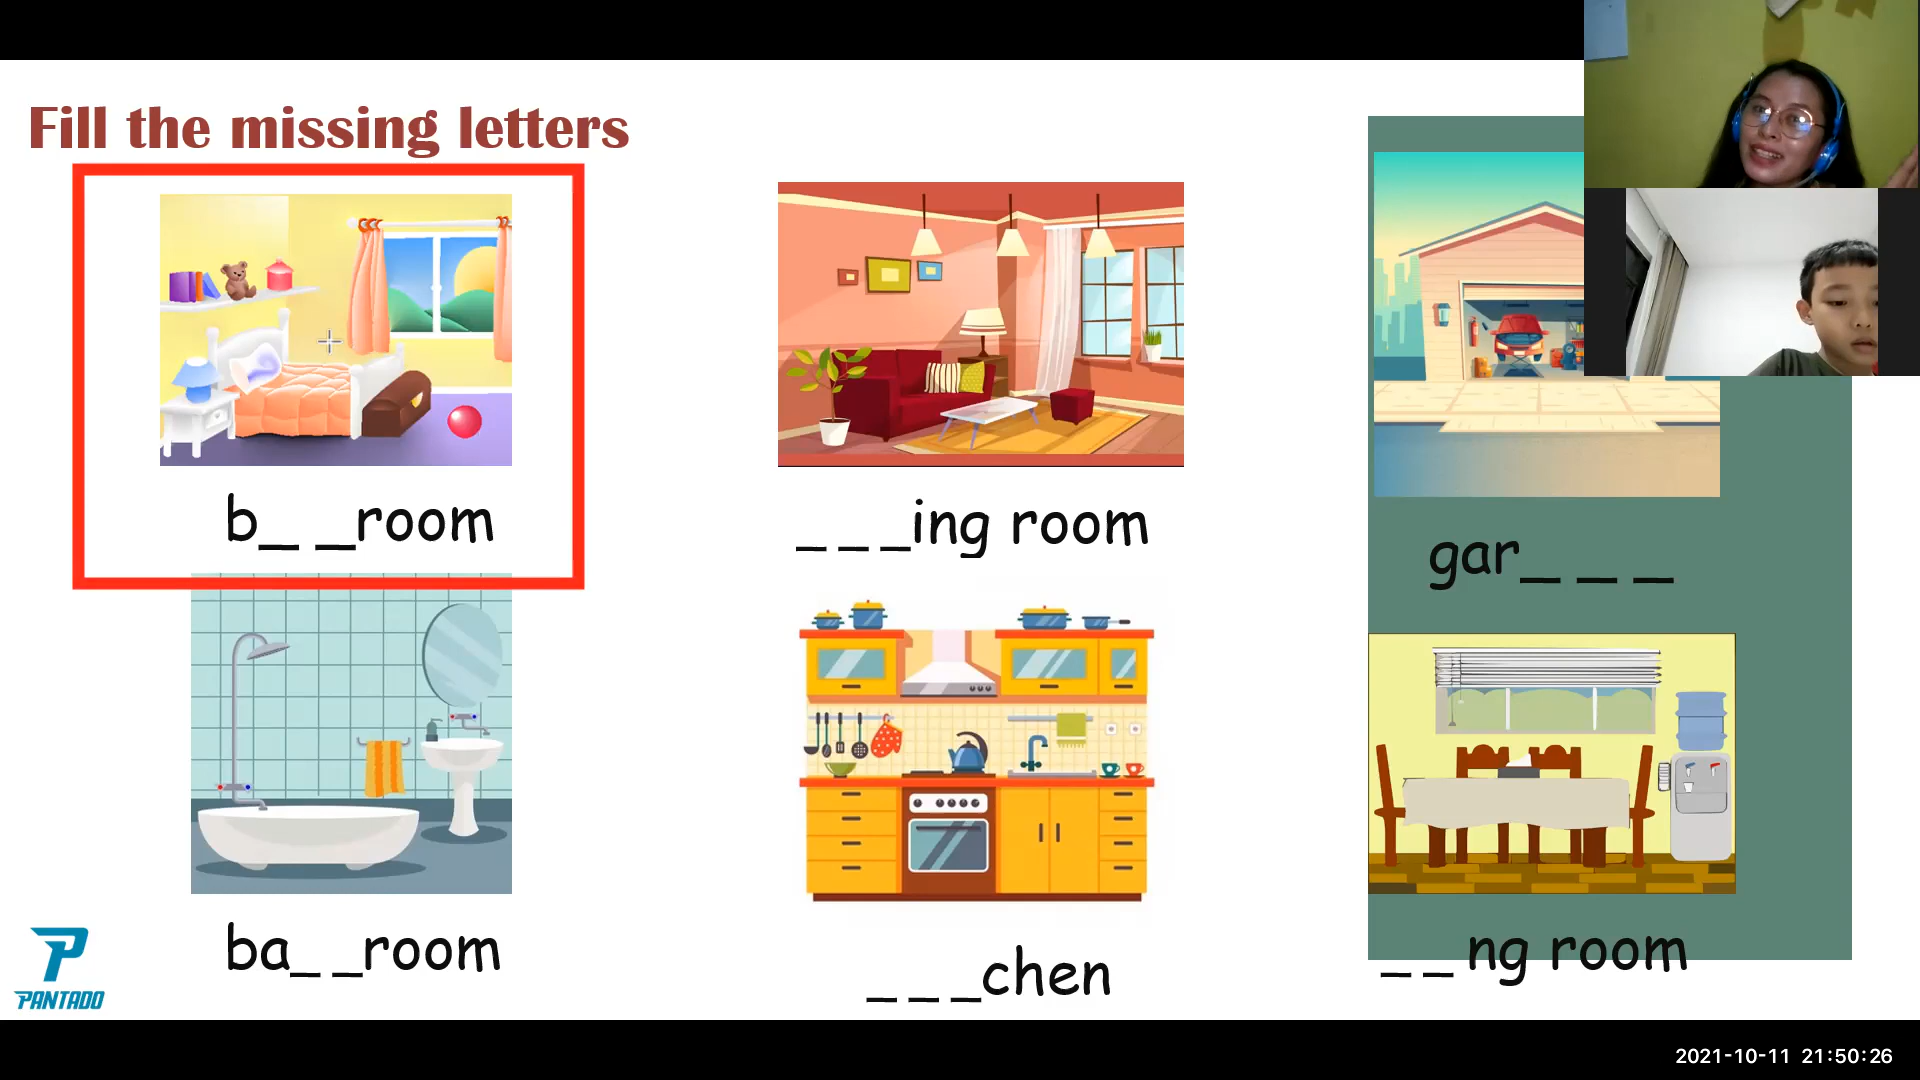 Fill the missing letters
b_ _room
_ _ _ing room
gar_ _ _
ba_ _room
_ _ _chen
_ _ ng room
PANTADO
2021-10-11 21:50:26